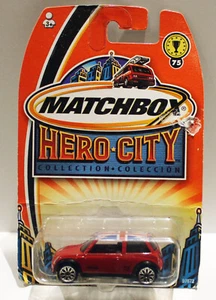 75
MATCHBOX
HERO-CITY
COLLECTION • COLECCIÓN